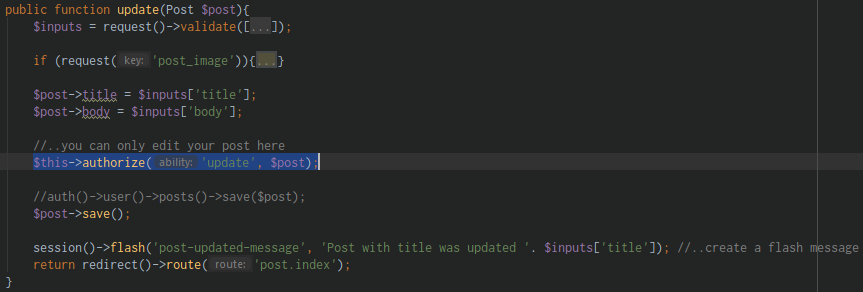 public function update(Post $post){
$inputs = request()->validate([...]);
if (request( key: 'post_image')){...}
$post->title = $inputs['title'];
$post->body = $inputs['body'];
//..you can only edit your post here
$this->authorize( ability: 'update', $post);
//auth()->user()->posts()->save($post);
$post->save();
session()->flash('post-updated-message', 'Post with title was updated '. $inputs['title']); //..create a flash message
return redirect()->route( route: 'post.index');
}